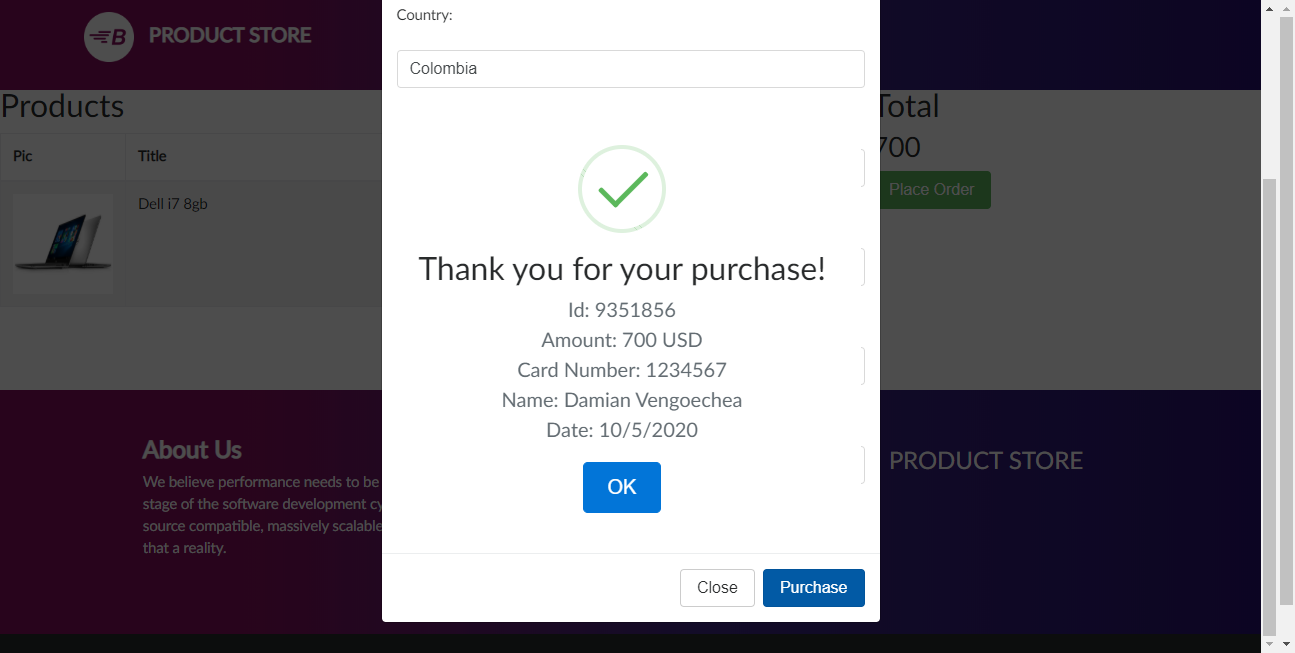 B PRODUCT STORE
Country:
Colombia
Products
Pic
Title
Dell i7 8gb
Total
700
Place Order
Thank you for your purchase!
Id: 9351856
Amount: 700 USD
Card Number: 1234567
Name: Damian Vengoechea
Date: 10/5/2020
OK
Close
Purchase
About Us
We believe performance needs to be
stage of the software development cy
source compatible, massively scalable
that a reality.
PRODUCT STORE